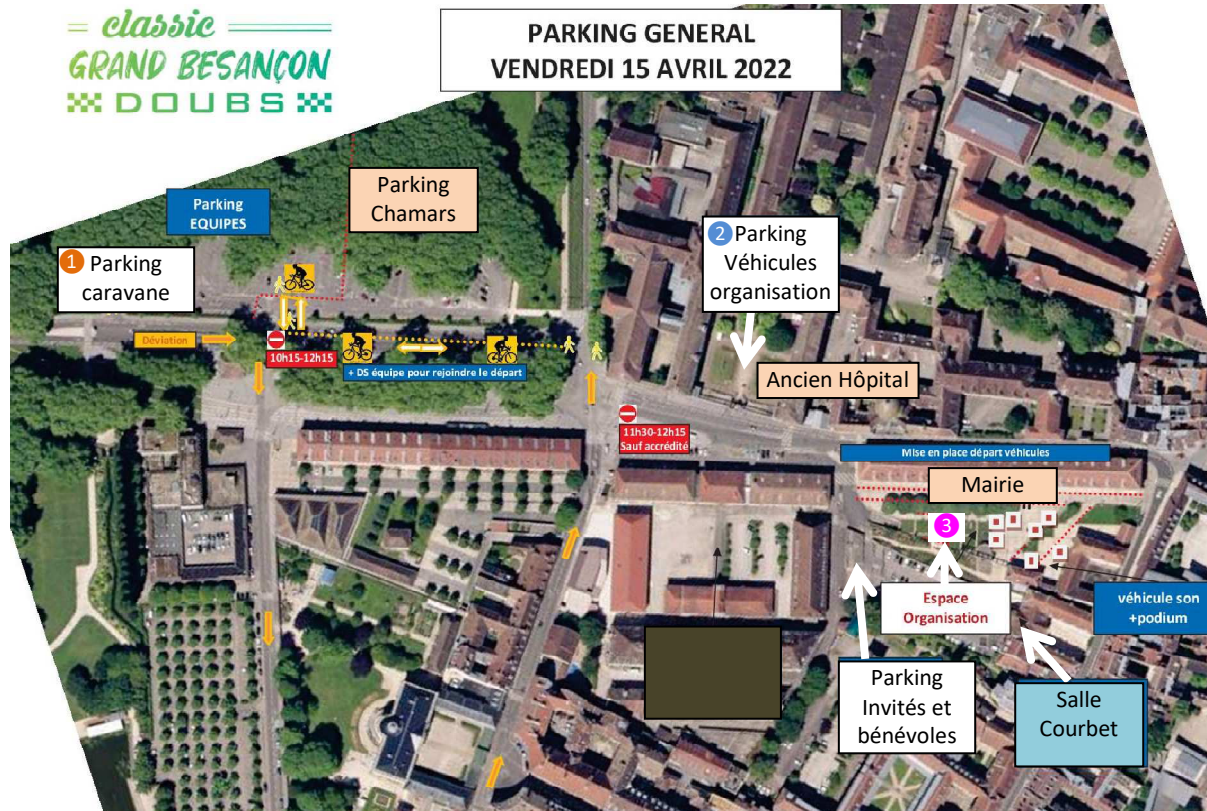 classic
GRAND BESANÇON
DOUBS
PARKING GENERAL
VENDREDI 15 AVRIL 2022
Parking
EQUIPES
Parking
Chamars
1 Parking
caravane
2 Parking
Véhicules
organisation
Déviation
10h15-12h15
+ DS équipe pour rejoindre le départ
Ancien Hôpital
11h30-12h15
Sauf accrédité
Mise en place départ véhicules
Mairie
3
Espace
Organisation
véhicule son
+podium
Parking
Invités et
bénévoles
Salle
Courbet